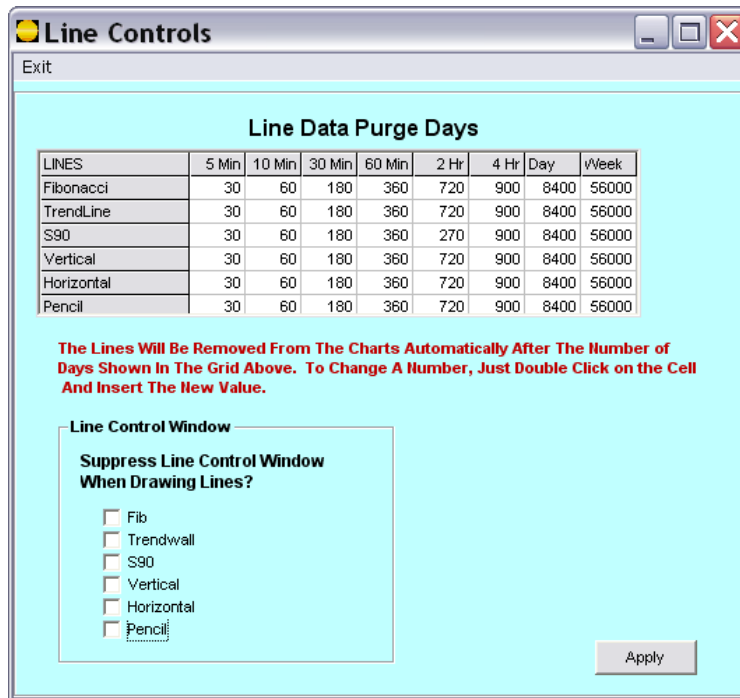 Line Controls
Exit
Line Data Purge Days
LINES 5 Min 10 Min 30 Min 60 Min 2 Hr 4 Hr Day Week
Fibonacci 30 60 180 360 720 900 8400 56000
TrendLine 30 60 180 360 720 900 8400 56000
S90 30 60 180 360 270 900 8400 56000
Vertical 30 60 180 360 720 900 8400 56000
Horizontal 30 60 180 360 720 900 8400 56000
Pencil 30 60 180 360 720 900 8400 56000
The Lines Will Be Removed From The Charts Automatically After The Number of
Days Shown In The Grid Above. To Change A Number, Just Double Click on the Cell
And Insert The New Value.
Line Control Window
Suppress Line Control Window
When Drawing Lines?
Fib
Trendwall
S90
Vertical
Horizontal
Pencil
Apply